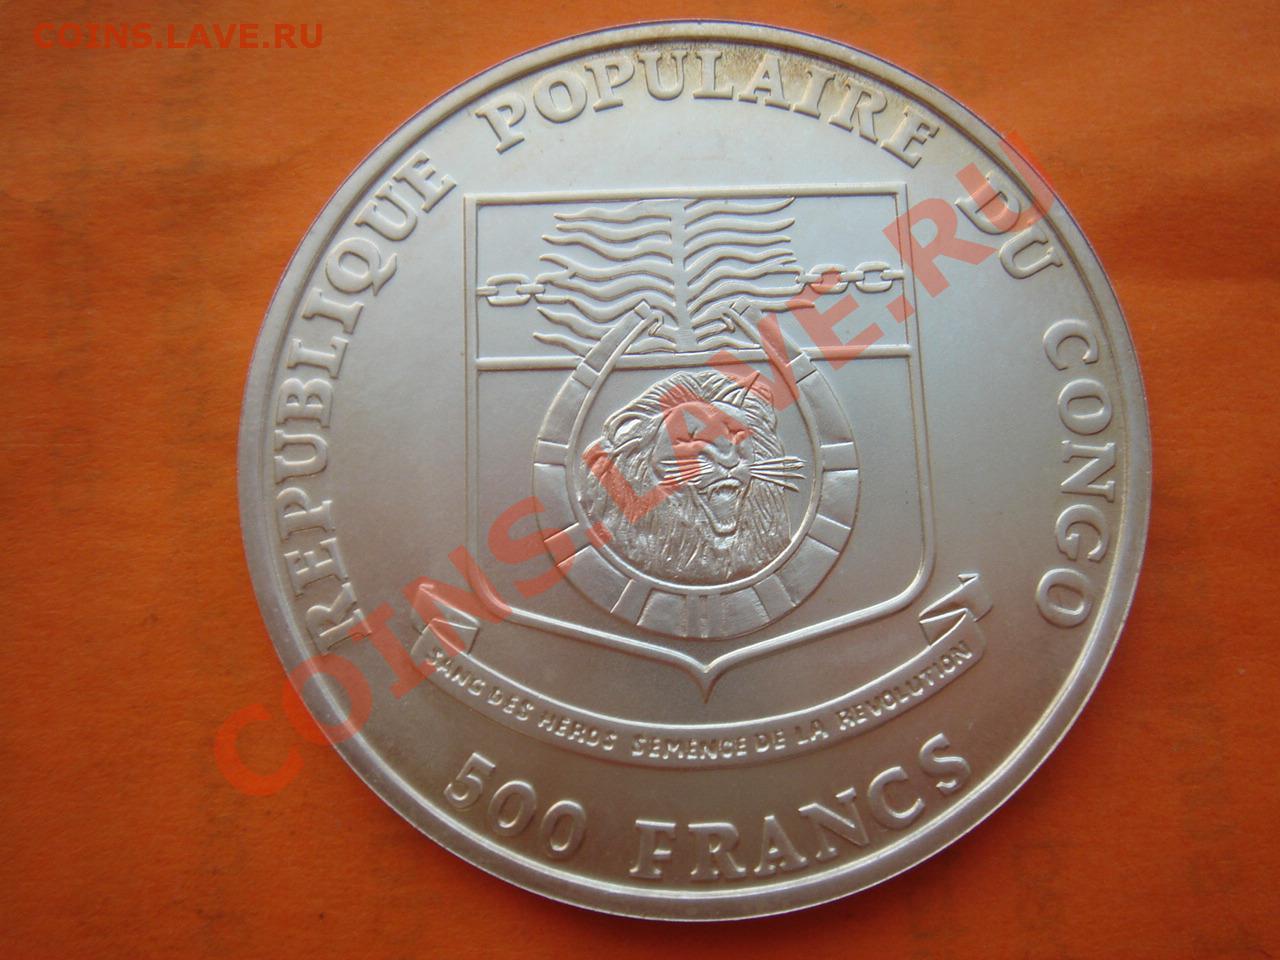 COINS.LAVE.RU
REPUBLIQUE POPULAIRE DU CONGO
COINS.LAVE.RU
SANG DES HEROS SEMENCE DE LA REVOLUTION
500 FRANCS